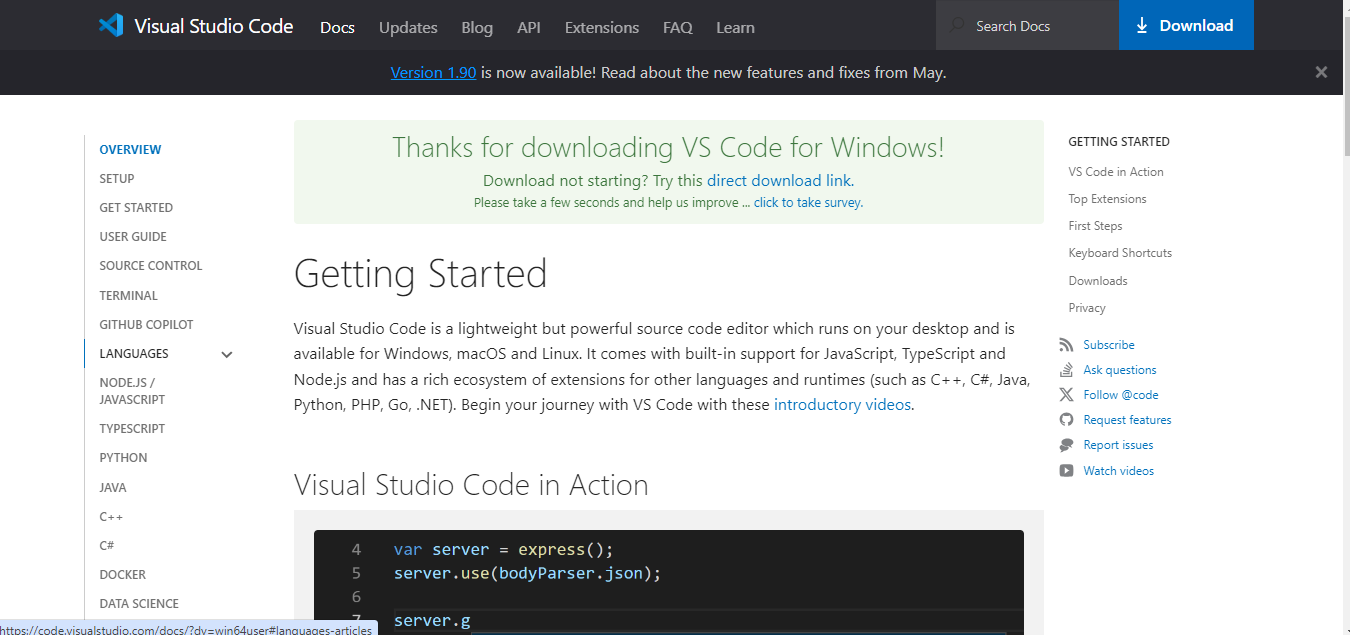 Visual Studio Code Docs Updates Blog API Extensions FAQ Learn Search Docs Download
Version 1.90 is now available! Read about the new features and fixes from May.
OVERVIEW
SETUP
GET STARTED
USER GUIDE
SOURCE CONTROL
TERMINAL
GITHUB COPILOT
LANGUAGES
NODE.JS /
JAVASCRIPT
TYPESCRIPT
PYTHON
JAVA
C++
C#
DOCKER
DATA SCIENCE
Thanks for downloading VS Code for Windows!
Download not starting? Try this direct download link.
Please take a few seconds and help us improve ... click to take survey.
Getting Started
Visual Studio Code is a lightweight but powerful source code editor which runs on your desktop and is
available for Windows, macOS and Linux. It comes with built-in support for JavaScript, TypeScript and
Node.js and has a rich ecosystem of extensions for other languages and runtimes (such as C++, C#, Java,
Python, PHP, Go, .NET). Begin your journey with VS Code with these introductory videos.
Visual Studio Code in Action
4 var server = express();
5 server.use(bodyParser.json);
6
7 server.g
GETTING STARTED
VS Code in Action
Top Extensions
First Steps
Keyboard Shortcuts
Downloads
Privacy
Subscribe
Ask questions
Follow @code
Request features
Report issues
Watch videos
https://code.visualstudio.com/docs/?dv=win64user#languages-articles